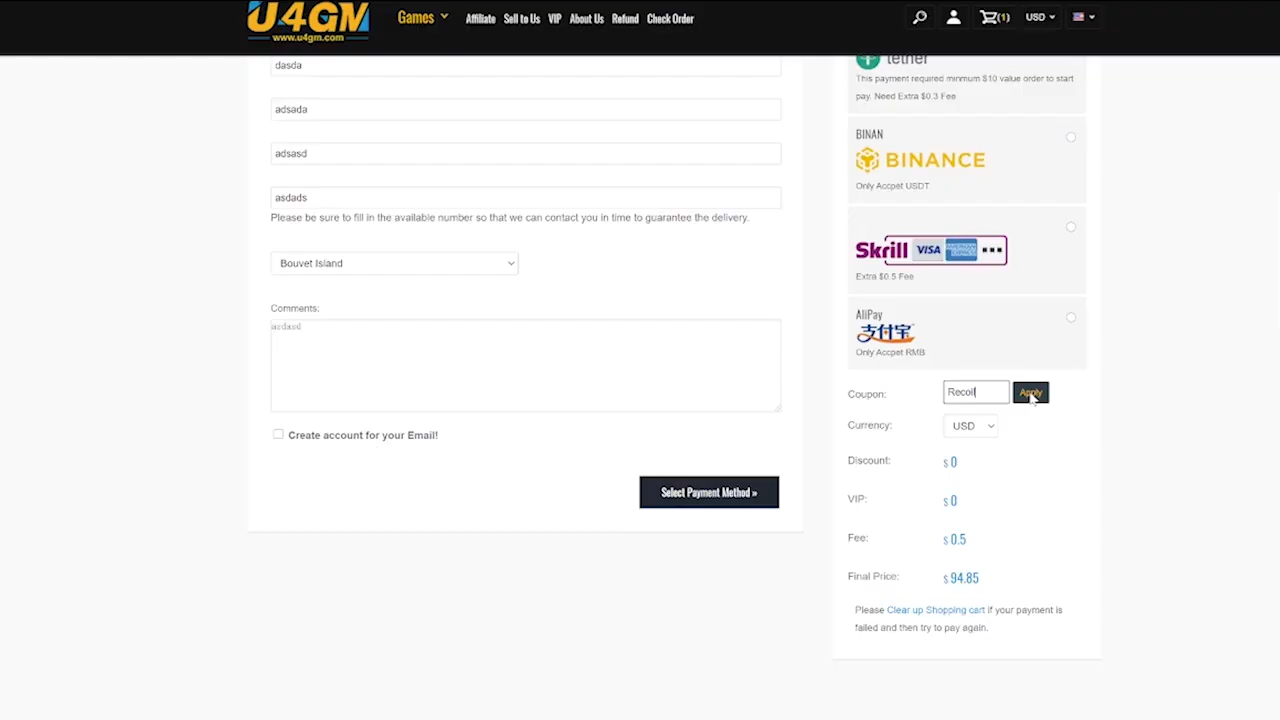 U4GM
www.u4gm.com
Games
Affiliate
Sell to Us
VIP
About Us
Refund
Check Order
(1)
USD
dasda
adsada
adsasd
asdads
Please be sure to fill in the available number so that we can contact you in time to guarantee the delivery.
Bouvet Island
Comments:
Create account for your Email!
Select Payment Method »
tether
This payment required minmum $10 value order to start
pay. Need Extra $0.3 Fee
BINAN
BINANCE
Only Accpet USDT
Skrill VISA
Extra $0.5 Fee
AliPay
支付宝
Only Accpet RMB
Coupon:
Recoil
Apply
Currency:
USD
Discount:
$ 0
VIP:
$ 0
Fee:
$ 0.5
Final Price:
$ 94.85
Please Clear up Shopping cart if your payment is
failed and then try to pay again.